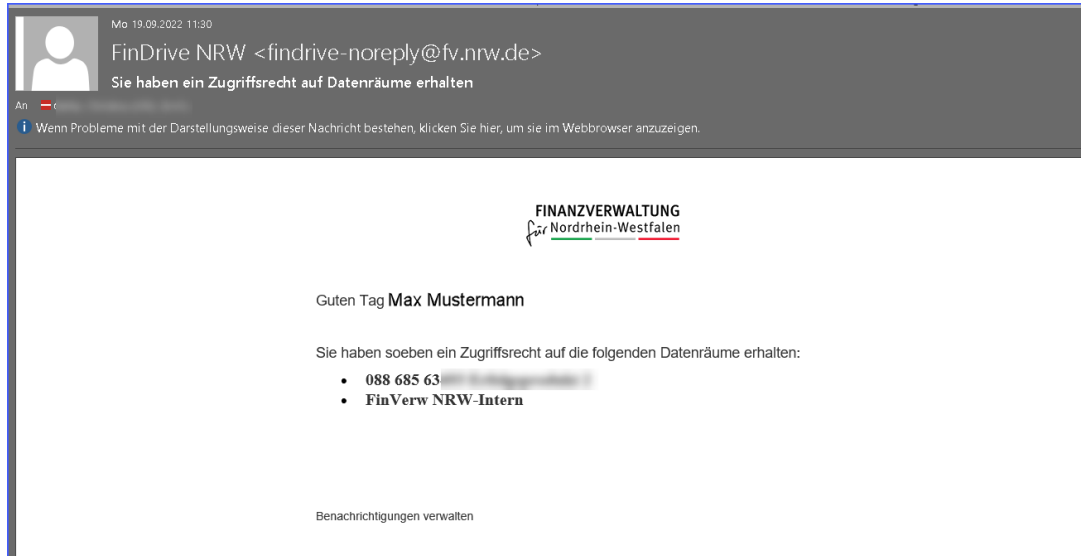 Mo 19.09.2022 11:30
FinDrive NRW <findrive-noreply@fv.nrw.de>
Sie haben ein Zugriffsrecht auf Datenräume erhalten
An
Wenn Probleme mit der Darstellungsweise dieser Nachricht bestehen, klicken Sie hier, um sie im Webbrowser anzuzeigen.
FINANZVERWALTUNG
für Nordrhein-Westfalen
Guten Tag Max Mustermann
Sie haben soeben ein Zugriffsrecht auf die folgenden Datenräume erhalten:
• 088 685 63
• FinVerw NRW-Intern
Benachrichtigungen verwalten